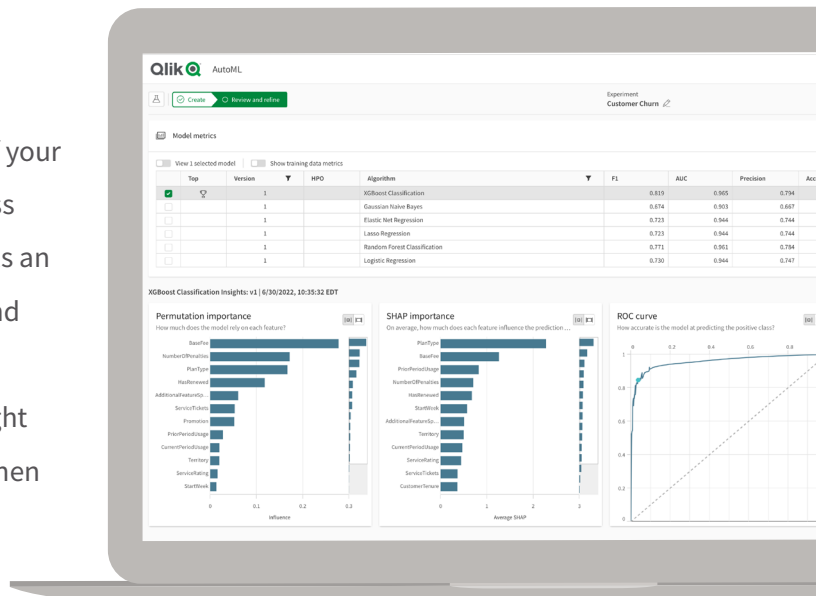 your
ss
s an
nd
ht
hen
Qlik AutoML
Create
Review and refine
Experiment
Customer Churn
Model metrics
View 1 selected model
Show training data metrics
Top Version HPO Algorithm F1 AUC Precision Acc
1 XGBoost Classification 0.819 0.965 0.794
1 Gaussian Naive Bayes 0.674 0.903 0.667
1 Elastic Net Regression 0.723 0.944 0.744
1 Lasso Regression 0.723 0.944 0.744
1 Random Forest Classification 0.771 0.961 0.784
1 Logistic Regression 0.730 0.944 0.747
XGBoost Classification Insights: v1 | 6/30/2022, 10:35:32 EDT
Permutation importance
How much does the model rely on each feature?
BaseFee
NumberOfPenalties
PlanType
HasRenewed
AdditionalFeatureSp...
ServiceTickets
Promotion
PriorPeriodUsage
CurrentPeriodUsage
Territory
ServiceRating
StartWeek
0 0.1 0.2 0.3
Influence
SHAP importance
On average, how much does each feature influence the prediction ...
PlanType
BaseFee
PriorPeriodUsage
NumberOfPenalties
HasRenewed
StartWeek
AdditionalFeatureSp...
Territory
CurrentPeriodUsage
ServiceRating
ServiceTickets
CustomerTenure
0 1 2 3
Average SHAP
ROC curve
How accurate is the model at predicting the positive class?
0 0.2 0.4 0.6 0.8
1
0.8
0.6
0.4
0.2
0